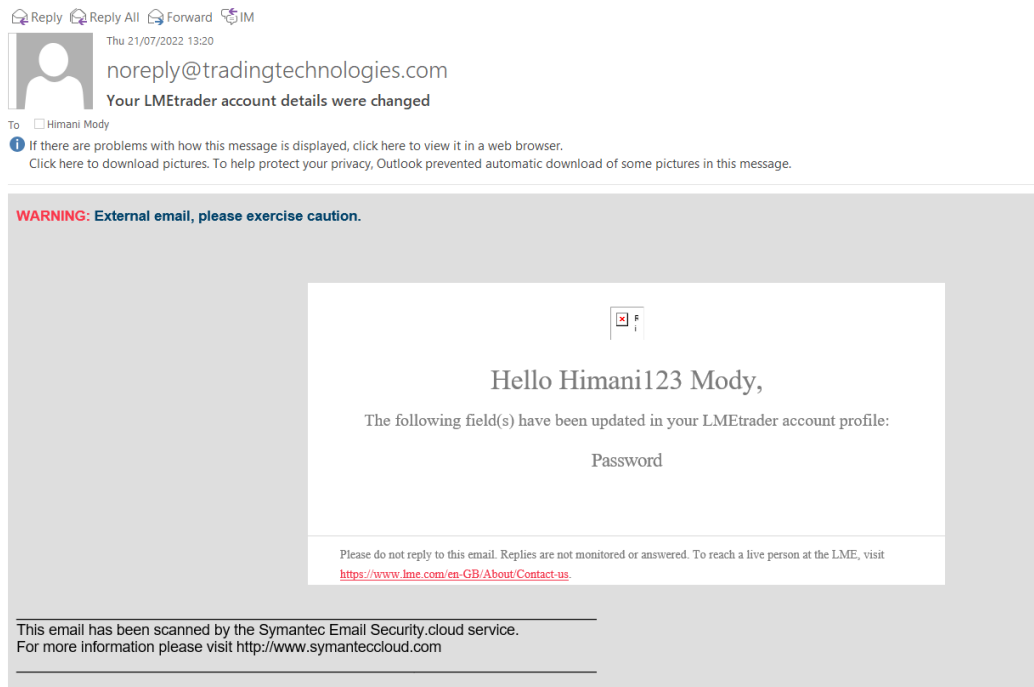 Reply Reply All Forward IM
Thu 21/07/2022 13:20
noreply@tradingtechnologies.com
Your LMEtrader account details were changed
To Himani Mody
If there are problems with how this message is displayed, click here to view it in a web browser.
Click here to download pictures. To help protect your privacy, Outlook prevented automatic download of some pictures in this message.
WARNING: External email, please exercise caution.
Hello Himani123 Mody,
The following field(s) have been updated in your LMEtrader account profile:
Password
Please do not reply to this email. Replies are not monitored or answered. To reach a live person at the LME, visit
https://www.lme.com/en-GB/About/Contact-us.
This email has been scanned by the Symantec Email Security.cloud service.
For more information please visit http://www.symanteccloud.com